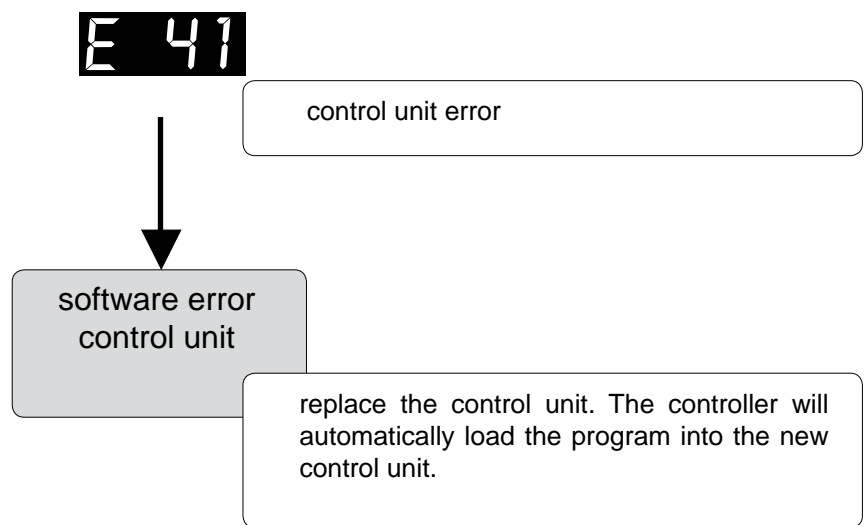 E 41
control unit error
software error
control unit
replace the control unit. The controller will
automatically load the program into the new
control unit.